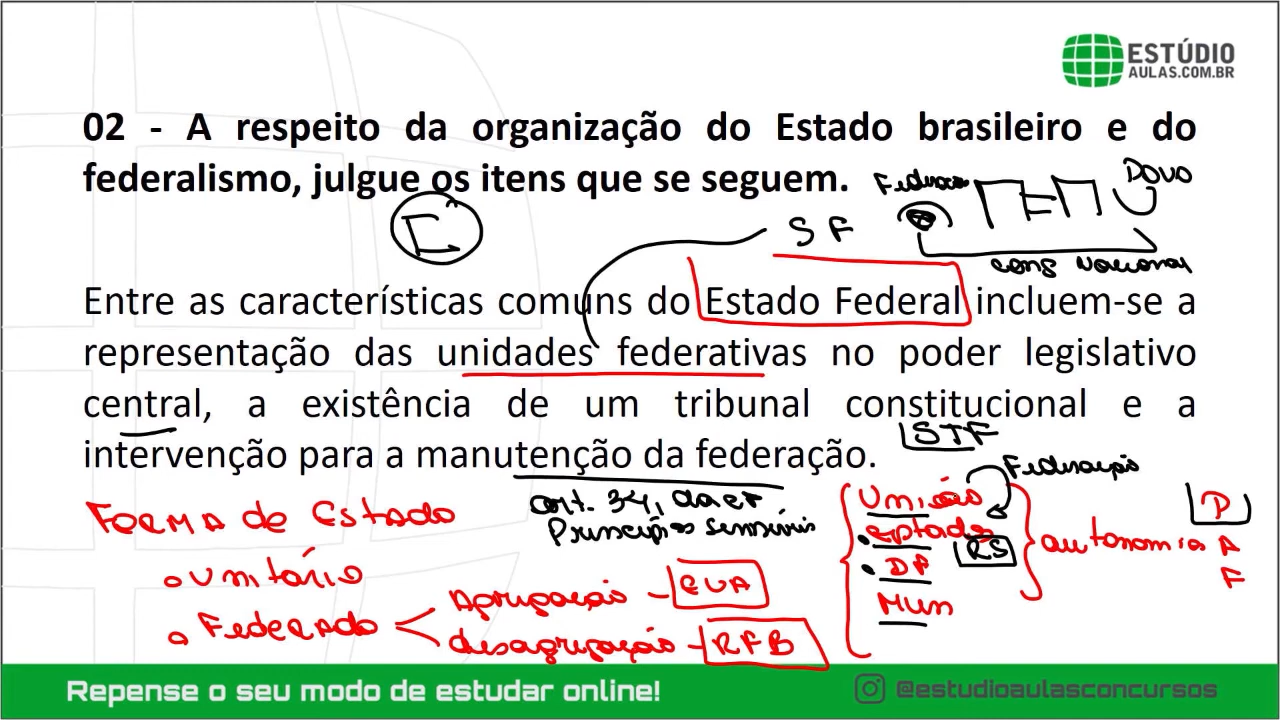 ESTÚDIO
AULAS.COM.BR
02 - A respeito da organização do Estado brasileiro e do
federalismo, julgue os itens que se seguem.
POVO
SF
Cons Nacional
Entre as características comuns do Estado Federal incluem-se a
representação das unidades federativas no poder legislativo
central, a existência de um tribunal constitucional e a
intervenção para a manutenção da federação.
STF
Federação
FORMA de Estado
art. 34, da CF
Princípios sensíveis
União
estados
RS
DF
Mun
autonomia
P
A
F
o unitário
o Federado
Agregação - EUA
desagregação - RFB
Repense o seu modo de estudar online!
@estudioaulasconcursos